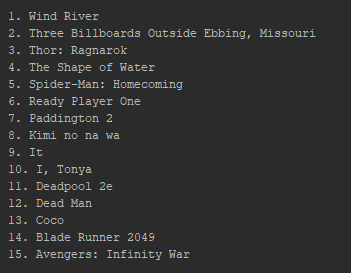 1. Wind River
2. Three Billboards Outside Ebbing, Missouri
3. Thor: Ragnarok
4. The Shape of Water
5. Spider-Man: Homecoming
6. Ready Player One
7. Paddington 2
8. Kimi no na wa
9. It
10. I, Tonya
11. Deadpool 2e
12. Dead Man
13. Coco
14. Blade Runner 2049
15. Avengers: Infinity War